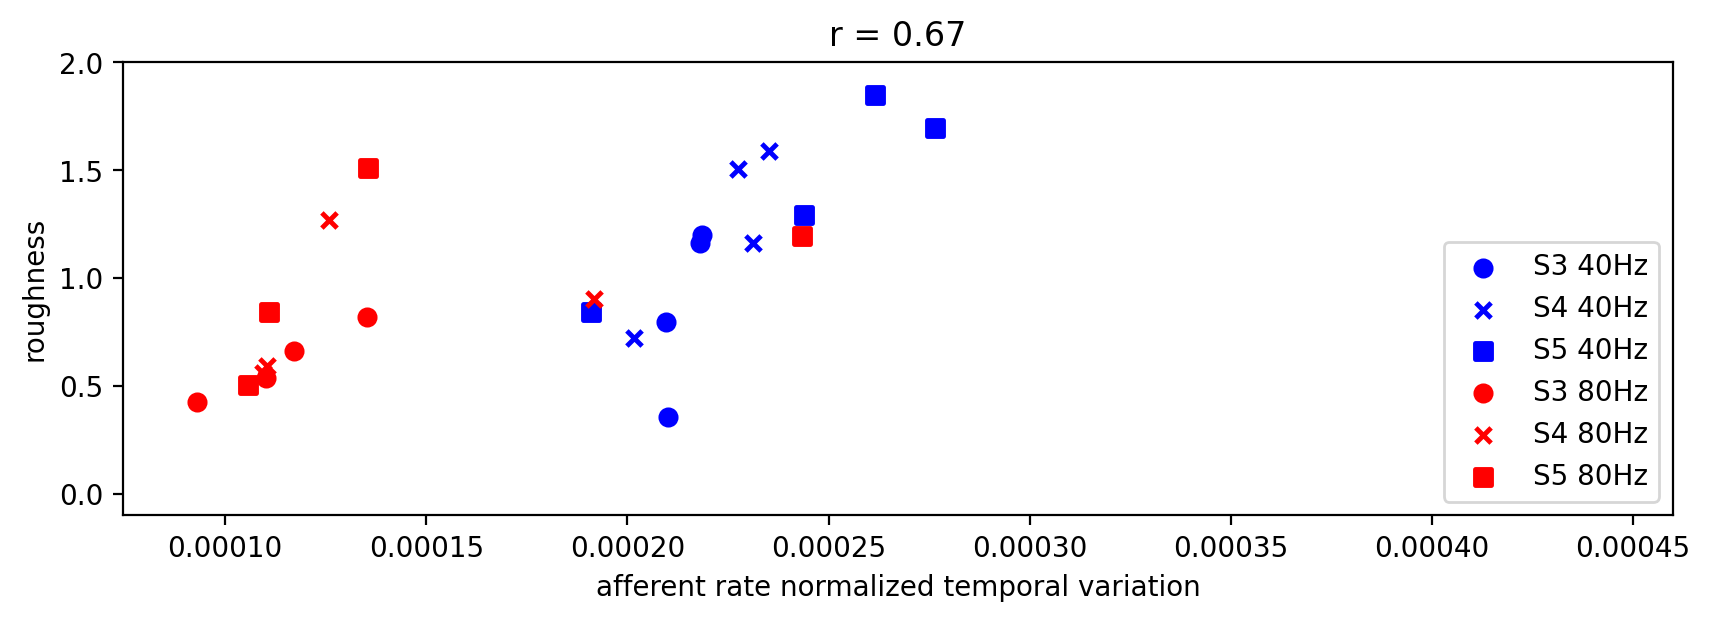 r = 0.67
2.0
1.5
1.0
0.5
0.0
roughness
S3 40Hz
S4 40Hz
S5 40Hz
S3 80Hz
S4 80Hz
S5 80Hz
0.00010 0.00015 0.00020 0.00025 0.00030 0.00035 0.00040 0.00045
afferent rate normalized temporal variation